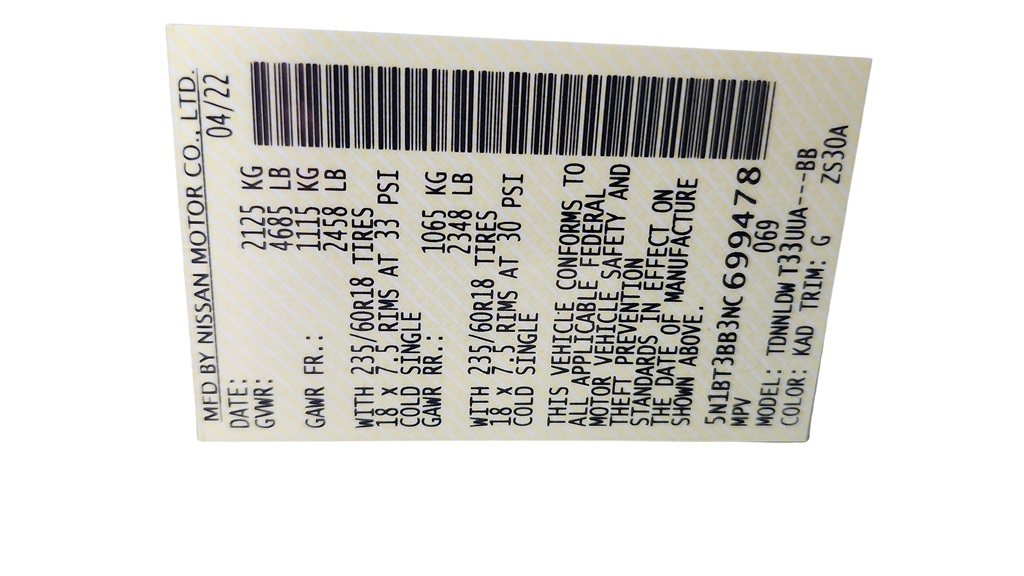 MFD BY NISSAN MOTOR CO., LTD.
DATE: 04/22
GVWR: 2125 KG
4685 LB
GAWR FR.: 1115 KG
2458 LB
WITH 235/60R18 TIRES
18 x 7.5 RIMS AT 33 PSI
COLD SINGLE
GAWR RR.: 1065 KG
2348 LB
WITH 235/60R18 TIRES
18 x 7.5 RIMS AT 30 PSI
COLD SINGLE
THIS VEHICLE CONFORMS TO
ALL APPLICABLE FEDERAL
MOTOR VEHICLE SAFETY AND
THEFT PREVENTION
STANDARDS IN EFFECT ON
THE DATE OF MANUFACTURE
SHOWN ABOVE.
5N1BT3BB3NC699478
MPV 069
MODEL: TDNNLDWT33UUA---BB
COLOR: KAD TRIM: G ZS30A